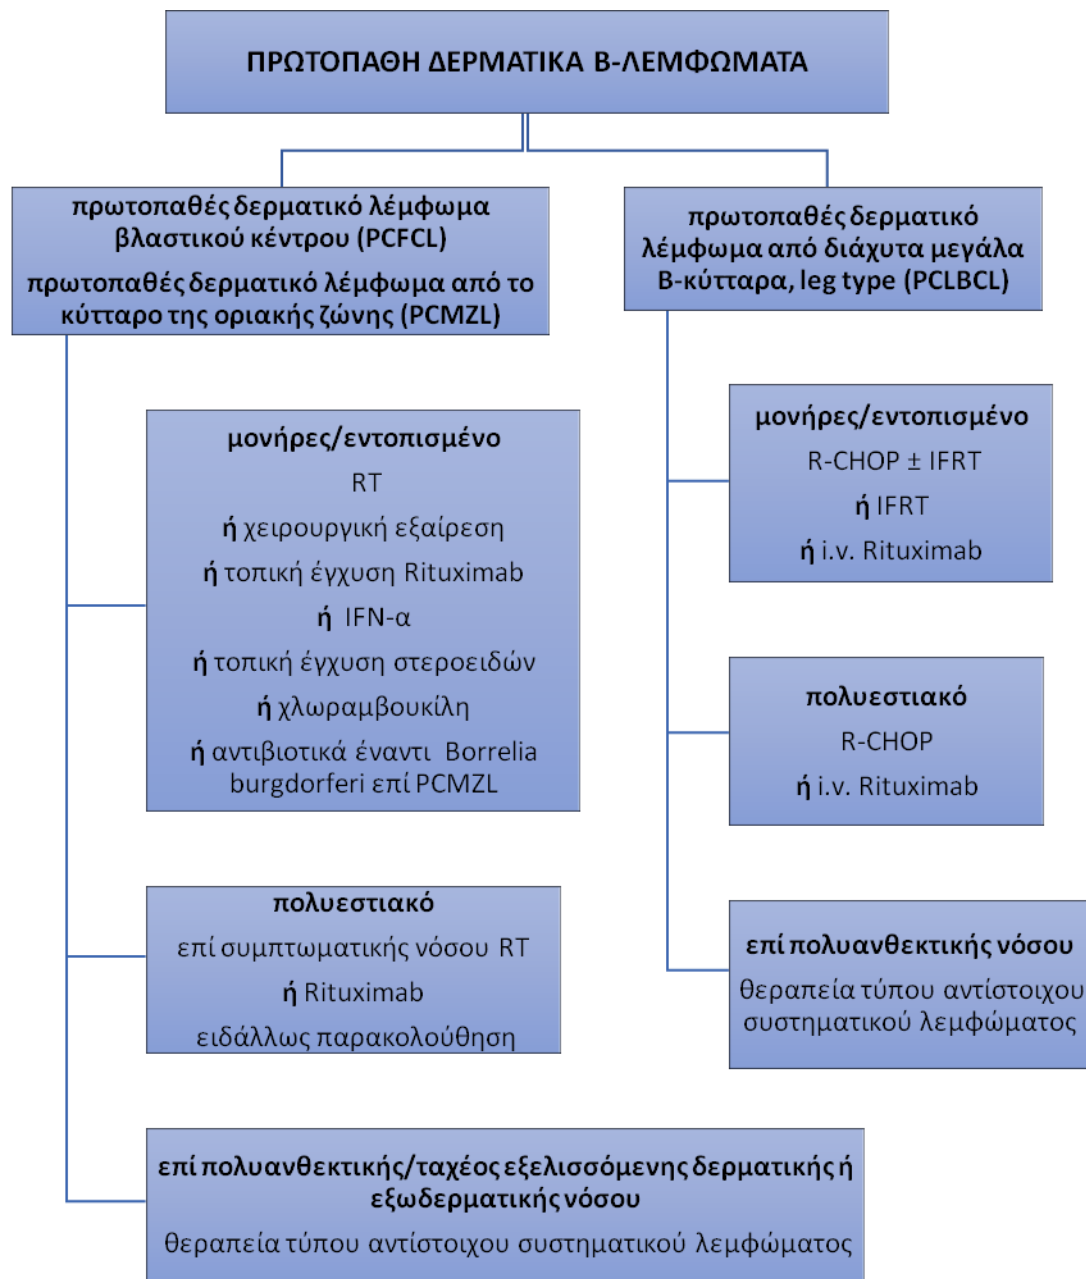 ΠΡΩΤΟΠΑΘΗ ΔΕΡΜΑΤΙΚΑ Β-ΛΕΜΦΩΜΑΤΑ
πρωτοπαθές δερματικό λέμφωμα
βλαστικού κέντρου (PCFCL)
πρωτοπαθές δερματικό λέμφωμα από το
κύτταρο της οριακής ζώνης (PCMZL)
μονήρες/εντοπισμένο
RT
ή χειρουργική εξαίρεση
ή τοπική έγχυση Rituximab
ή IFN-α
ή τοπική έγχυση στεροειδών
ή χλωραμβουκίλη
ή αντιβιοτικά έναντι Borrelia
burgdorferi επί PCMZL
πολυεστιακό
επί συμπτωματικής νόσου RT
ή Rituximab
ειδάλλως παρακολούθηση
επί πολυανθεκτικής/ταχέος εξελισσόμενης δερματικής ή
εξωδερματικής νόσου
θεραπεία τύπου αντίστοιχου συστηματικού λεμφώματος
πρωτοπαθές δερματικό
λέμφωμα από διάχυτα μεγάλα
Β-κύτταρα, leg type (PCLBCL)
μονήρες/εντοπισμένο
R-CHOP ± IFRT
ή IFRT
ή i.v. Rituximab
πολυεστιακό
R-CHOP
ή i.v. Rituximab
επί πολυανθεκτικής νόσου
θεραπεία τύπου αντίστοιχου
συστηματικού λεμφώματος